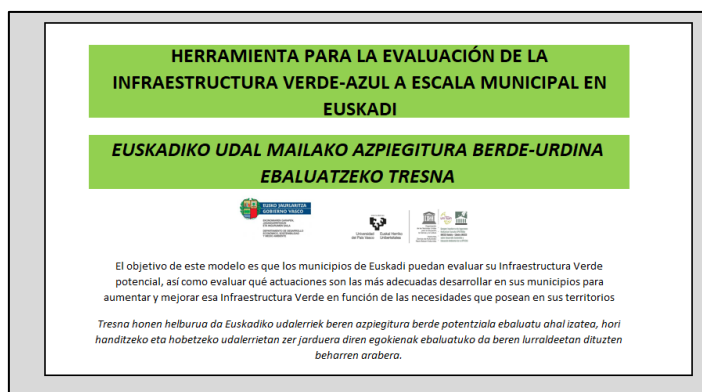 HERRAMIENTA PARA LA EVALUACIÓN DE LA
INFRAESTRUCTURA VERDE-AZUL A ESCALA MUNICIPAL EN
EUSKADI
EUSKADIKO UDAL MAILAKO AZPIEGITURA BERDE-URDINA
EBALUATZEKO TRESNA
EUSKO JAURLARITZA
GOBIERNO VASCO
Universidad del País Vasco
Euskal Herriko Unibertsitatea
El objetivo de este modelo es que los municipios de Euskadi puedan evaluar su Infraestructura Verde
potencial, así como evaluar qué actuaciones son las más adecuadas desarrollar en sus municipios para
aumentar y mejorar esa Infraestructura Verde en función de las necesidades que posean en sus territorios
Tresna honen helburua da Euskadiko udalerriek beren azpiegitura berde potentziala ebaluatu ahal izatea, hori
handitzeko eta hobetzeko udalerrietan zer jarduera diren egokienak ebaluatuko da beren lurraldeetan dituzten
beharren arabera.